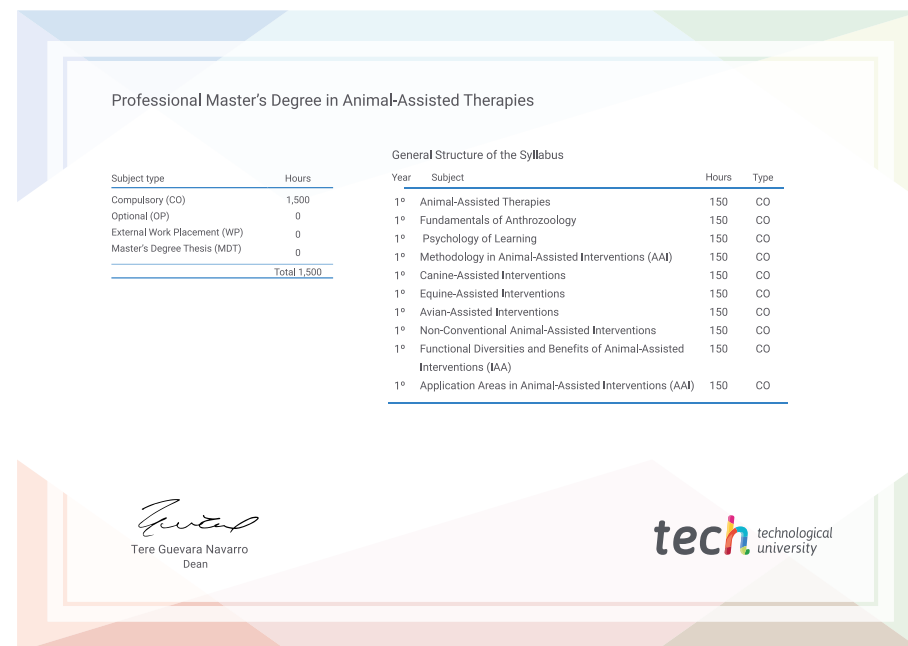 Professional Master's Degree in Animal-Assisted Therapies
Subject type Hours
Compulsory (CO) 1,500
Optional (OP) 0
External Work Placement (WP) 0
Master's Degree Thesis (MDT) 0
Total 1,500
General Structure of the Syllabus
Year Subject Hours Type
1º Animal-Assisted Therapies 150 CO
1º Fundamentals of Anthrozoology 150 CO
1º Psychology of Learning 150 CO
1º Methodology in Animal-Assisted Interventions (AAI) 150 CO
1º Canine-Assisted Interventions 150 CO
1º Equine-Assisted Interventions 150 CO
1º Avian-Assisted Interventions 150 CO
1º Non-Conventional Animal-Assisted Interventions 150 CO
1º Functional Diversities and Benefits of Animal-Assisted 150 CO
Interventions (IAA)
1º Application Areas in Animal-Assisted Interventions (AAI) 150 CO
Tere Guevara Navarro
Dean
tech technological
university